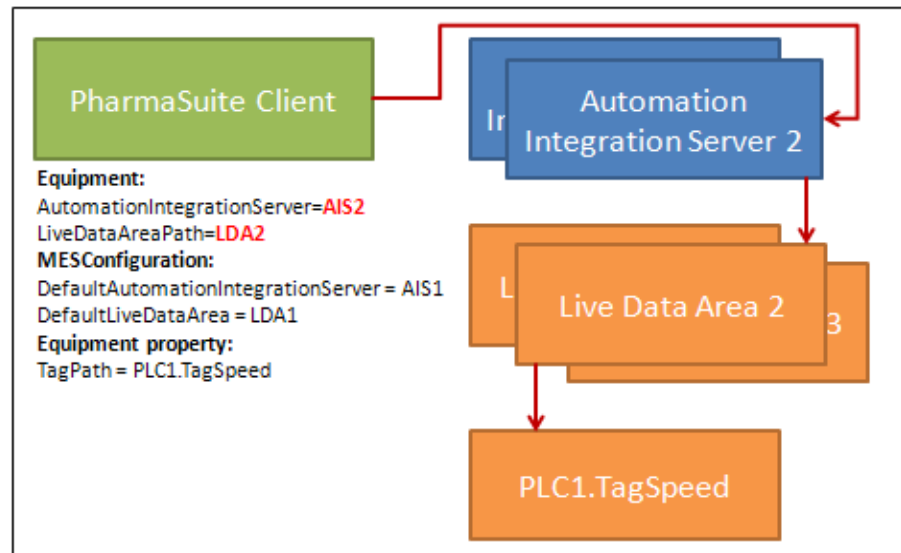 PharmaSuite Client
Automation
Integration Server 2
Equipment:
AutomationIntegrationServer=AIS2
LiveDataAreaPath=LDA2
MESConfiguration:
DefaultAutomationIntegrationServer = AIS1
DefaultLiveDataArea = LDA1
Equipment property:
TagPath = PLC1.TagSpeed
Live Data Area 2
3
PLC1.TagSpeed